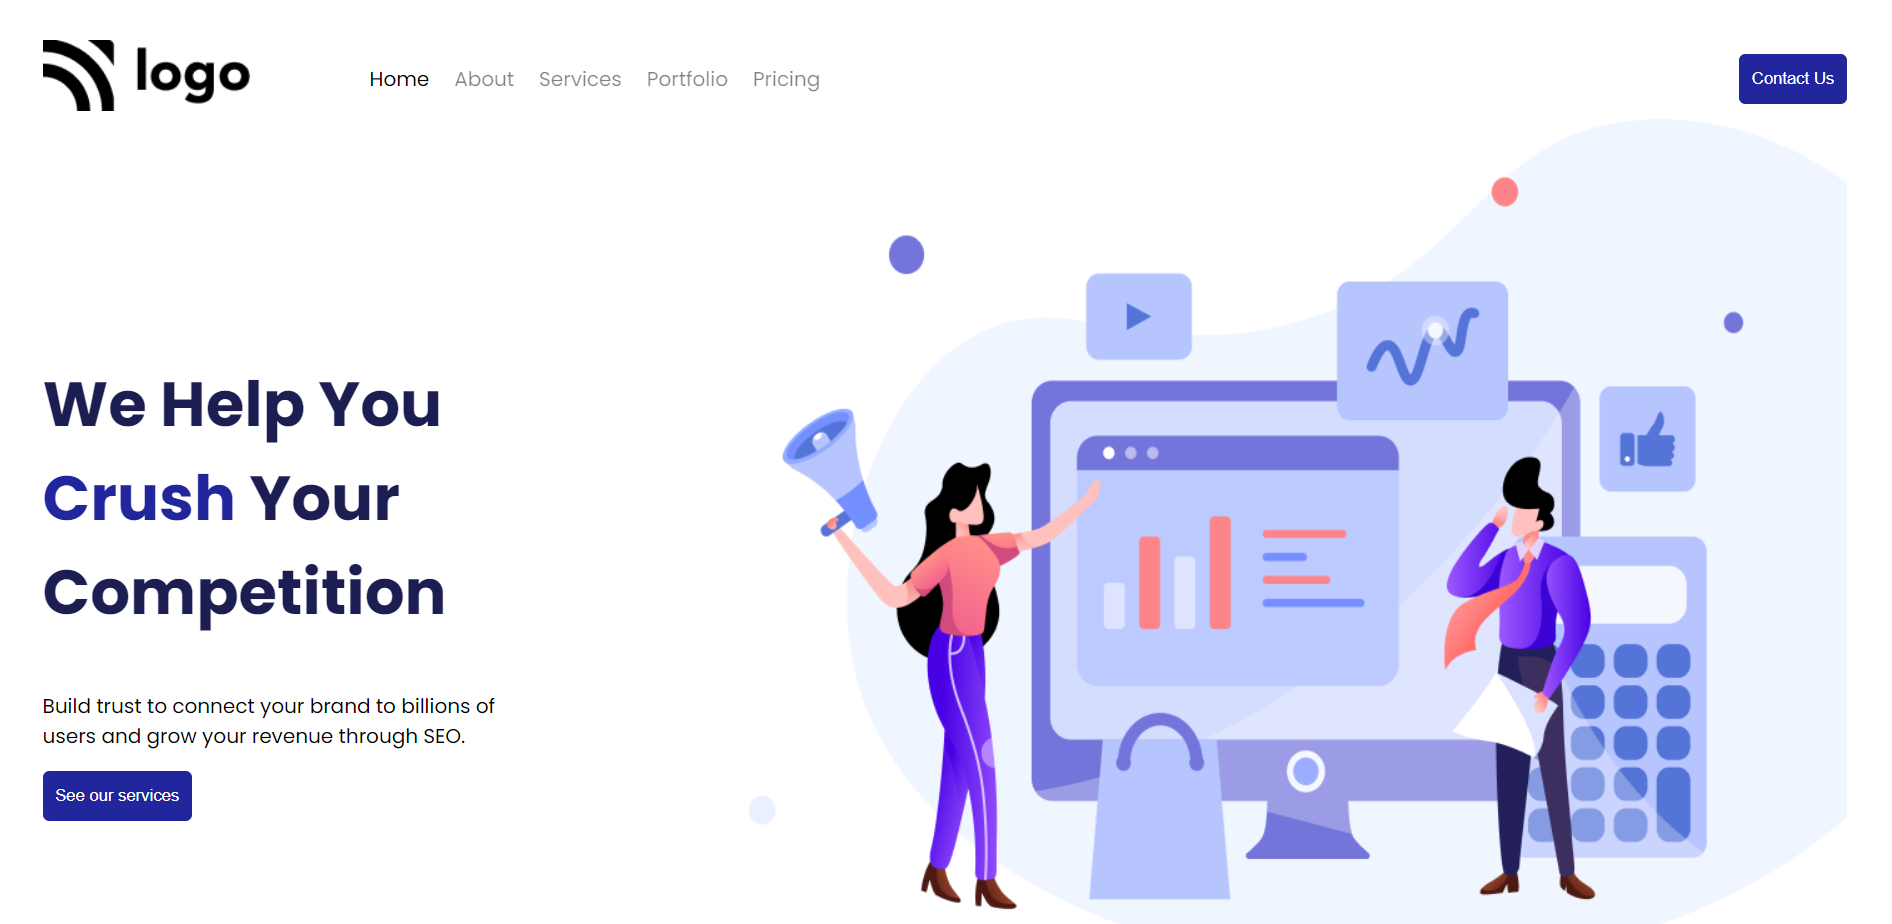 logo
Home About Services Portfolio Pricing
Contact Us
We Help You
Crush Your
Competition
Build trust to connect your brand to billions of
users and grow your revenue through SEO.
See our services